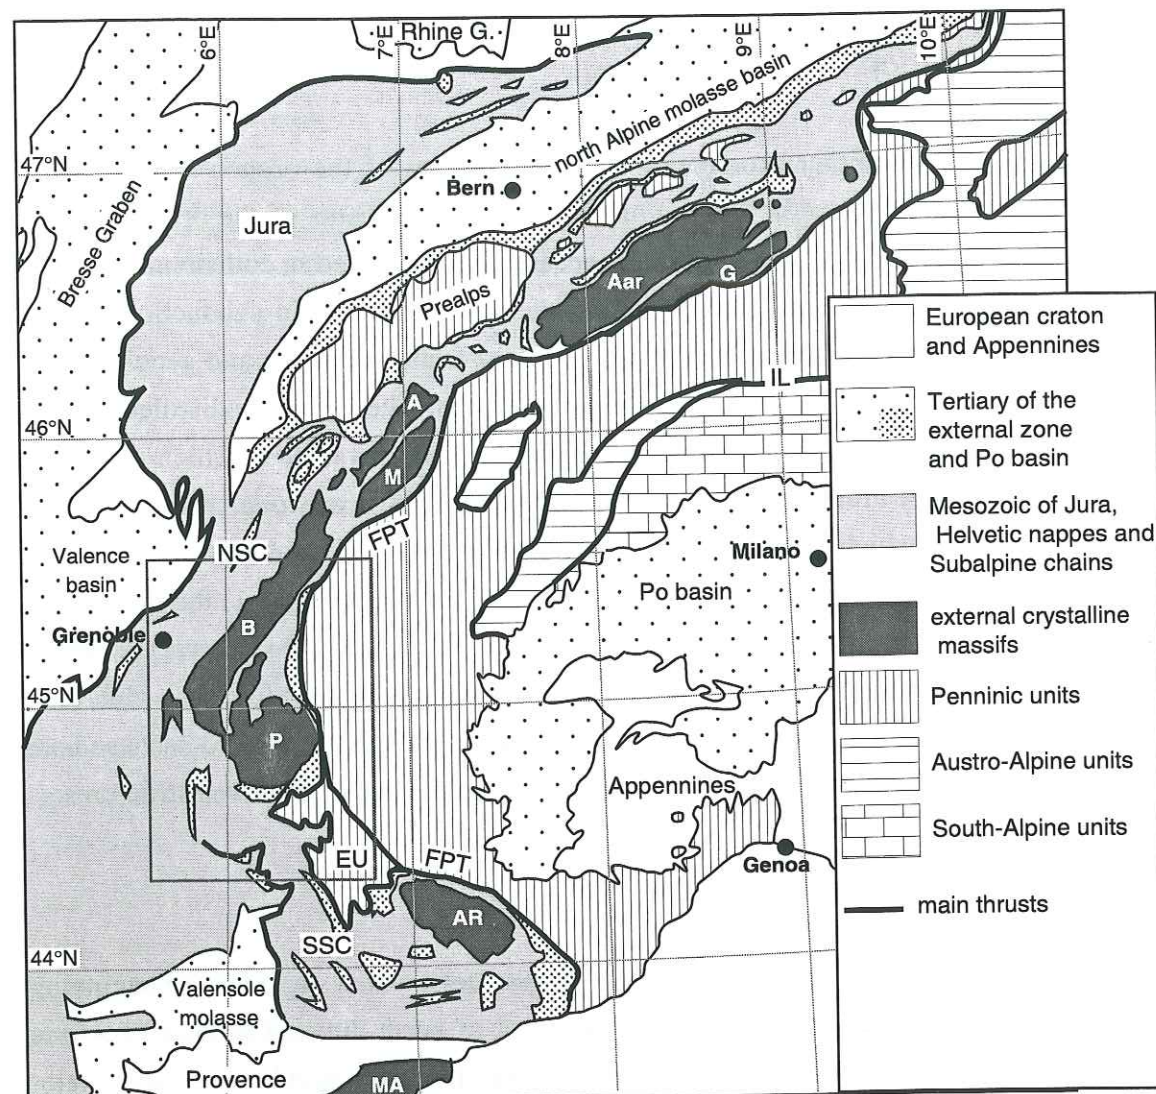 6°E
7°E
Rhine G.
8°E
9°E
10°E
47°N
Bresse Graben
Jura
Bern
north Alpine molasse basin
Prealps
Aar
G
IL
A
46°N
M
FPT
NSC
Valence
basin
Milano
Po basin
Grenoble
B
45°N
P
Appennines
EU
FPT
Genoa
AR
SSC
44°N
Valensole
molasse
Provence
MA
European craton
and Appennines
Tertiary of the
external zone
and Po basin
Mesozoic of Jura,
Helvetic nappes and
Subalpine chains
external crystalline
massifs
Penninic units
Austro-Alpine units
South-Alpine units
main thrusts